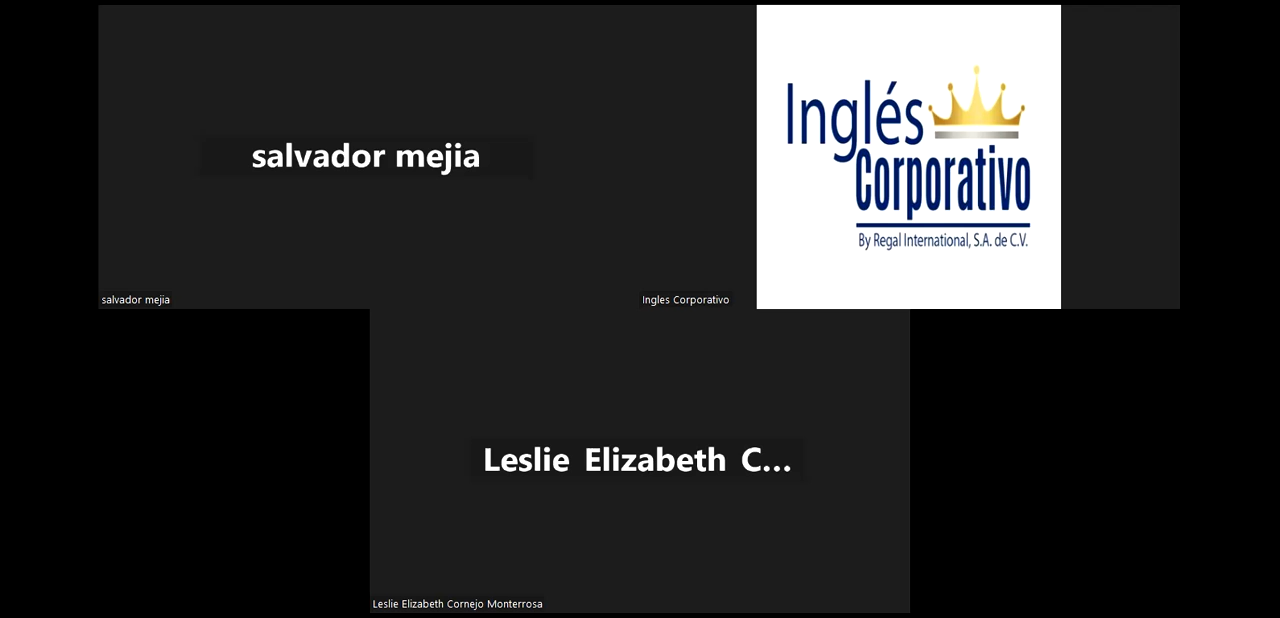 salvador mejia
salvador mejia
Inglés
Corporativo
By Regal International, S.A. de C.V.
Ingles Corporativo
Leslie Elizabeth C...
Leslie Elizabeth Cornejo Monterrosa